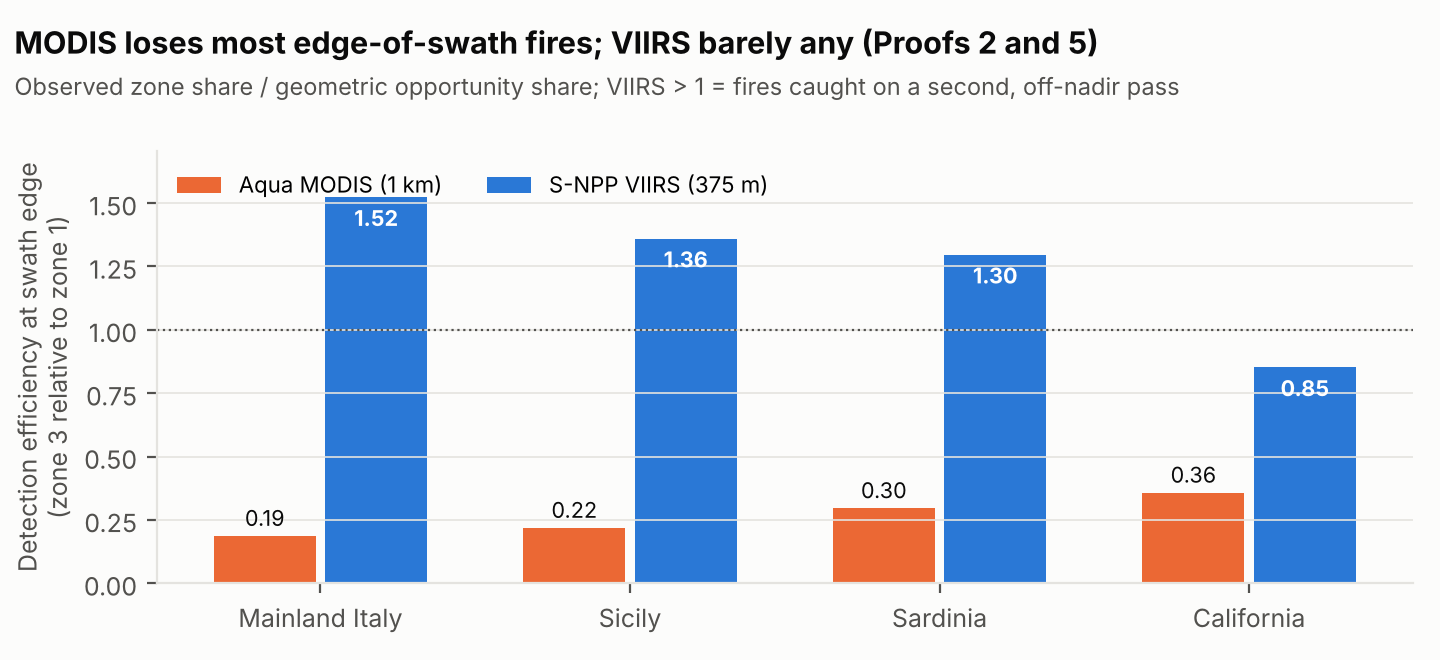 MODIS loses most edge-of-swath fires; VIIRS barely any (Proofs 2 and 5)
Observed zone share / geometric opportunity share; VIIRS > 1 = fires caught on a second, off-nadir pass
Detection efficiency at swath edge
(zone 3 relative to zone 1)
Aqua MODIS (1 km)
S-NPP VIIRS (375 m)
1.50
1.25
1.00
0.75
0.50
0.25
0.00
0.19
1.52
0.22
1.36
0.30
1.30
0.36
0.85
Mainland Italy
Sicily
Sardinia
California